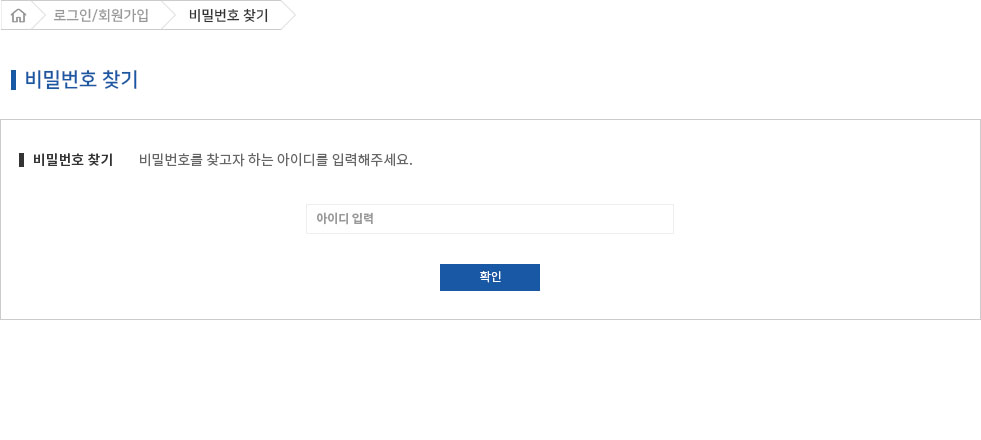 로그인/회원가입 비밀번호 찾기
비밀번호 찾기
비밀번호 찾기 비밀번호를 찾고자 하는 아이디를 입력해주세요.
아이디 입력
확인